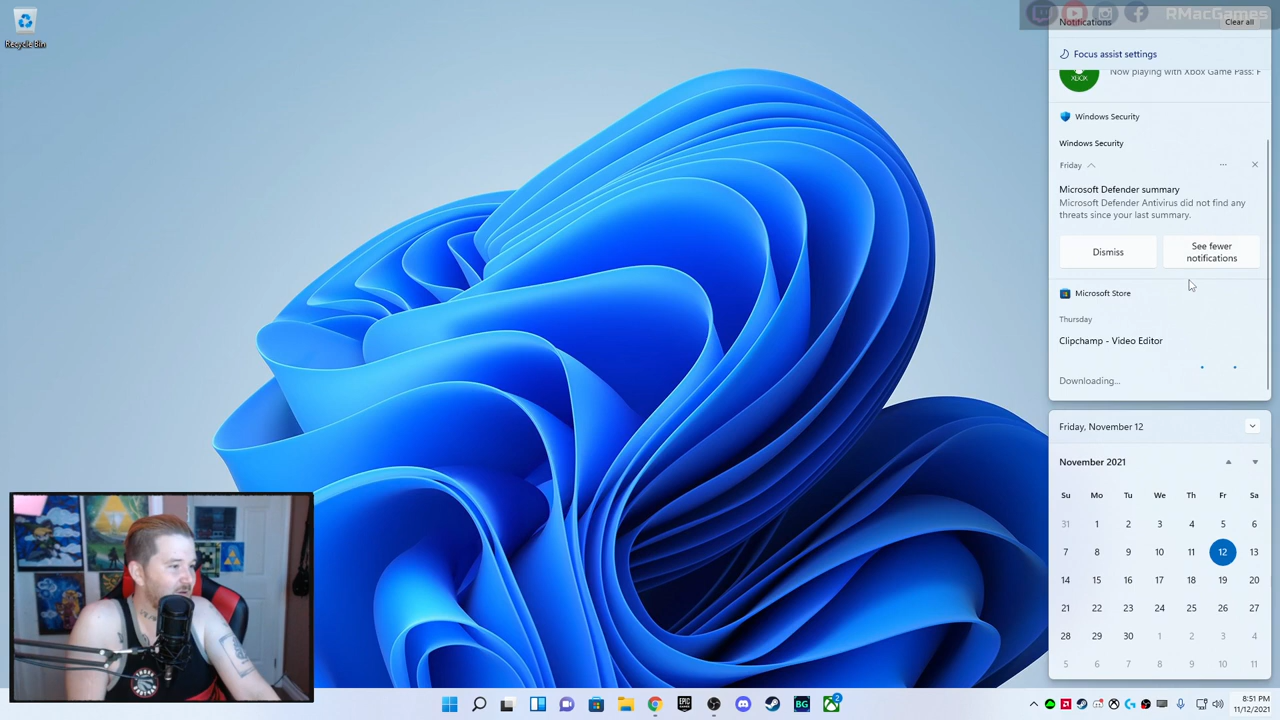 Recycle Bin
RMacGames
Notifications
Clear all
Focus assist settings
XBOX
Now playing with Xbox Game Pass: F
Windows Security
Windows Security
Friday
Microsoft Defender summary
Microsoft Defender Antivirus did not find any
threats since your last summary.
Dismiss
See fewer
notifications
Microsoft Store
Thursday
Clipchamp - Video Editor
Downloading...
Friday, November 12
November 2021
Su Mo Tu We Th Fr Sa
31 1 2 3 4 5 6
7 8 9 10 11 12 13
14 15 16 17 18 19 20
21 22 23 24 25 26 27
28 29 30 1 2 3 4
5 6 7 8 9 10 11
EPIC
GAMES
BG
2
8:51 PM
11/12/2021